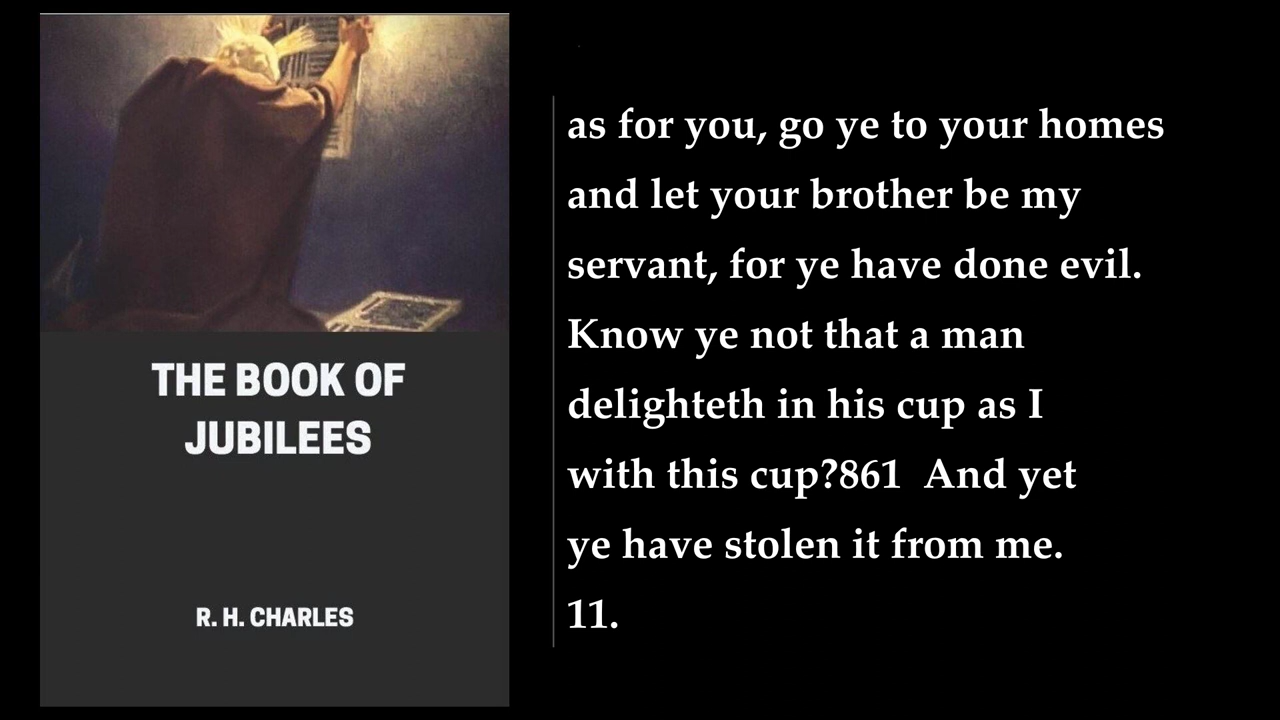 THE BOOK OF
JUBILEES
R. H. CHARLES
as for you, go ye to your homes
and let your brother be my
servant, for ye have done evil.
Know ye not that a man
delighteth in his cup as I
with this cup?861  And yet
ye have stolen it from me.
11.